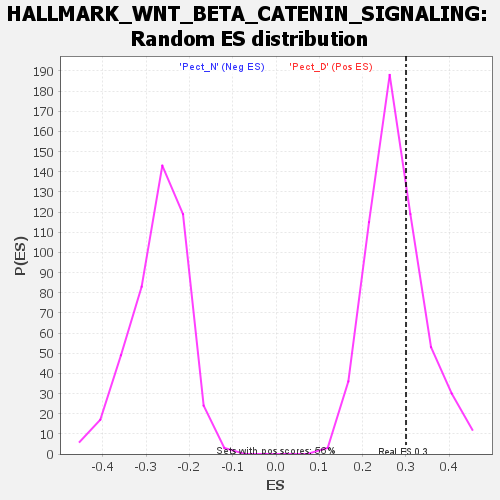 HALLMARK_WNT_BETA_CATENIN_SIGNALING:
Random ES distribution
'Pect_N' (Neg ES) 'Pect_D' (Pos ES)
190
180
170
160
150
140
130
120
110
100
90
80
70
60
50
40
30
20
10
0
P(ES)
Sets with pos scores: 56%
Real ES 0.3
-0.4 -0.3 -0.2 -0.1 0.0 0.1 0.2 0.3 0.4
ES